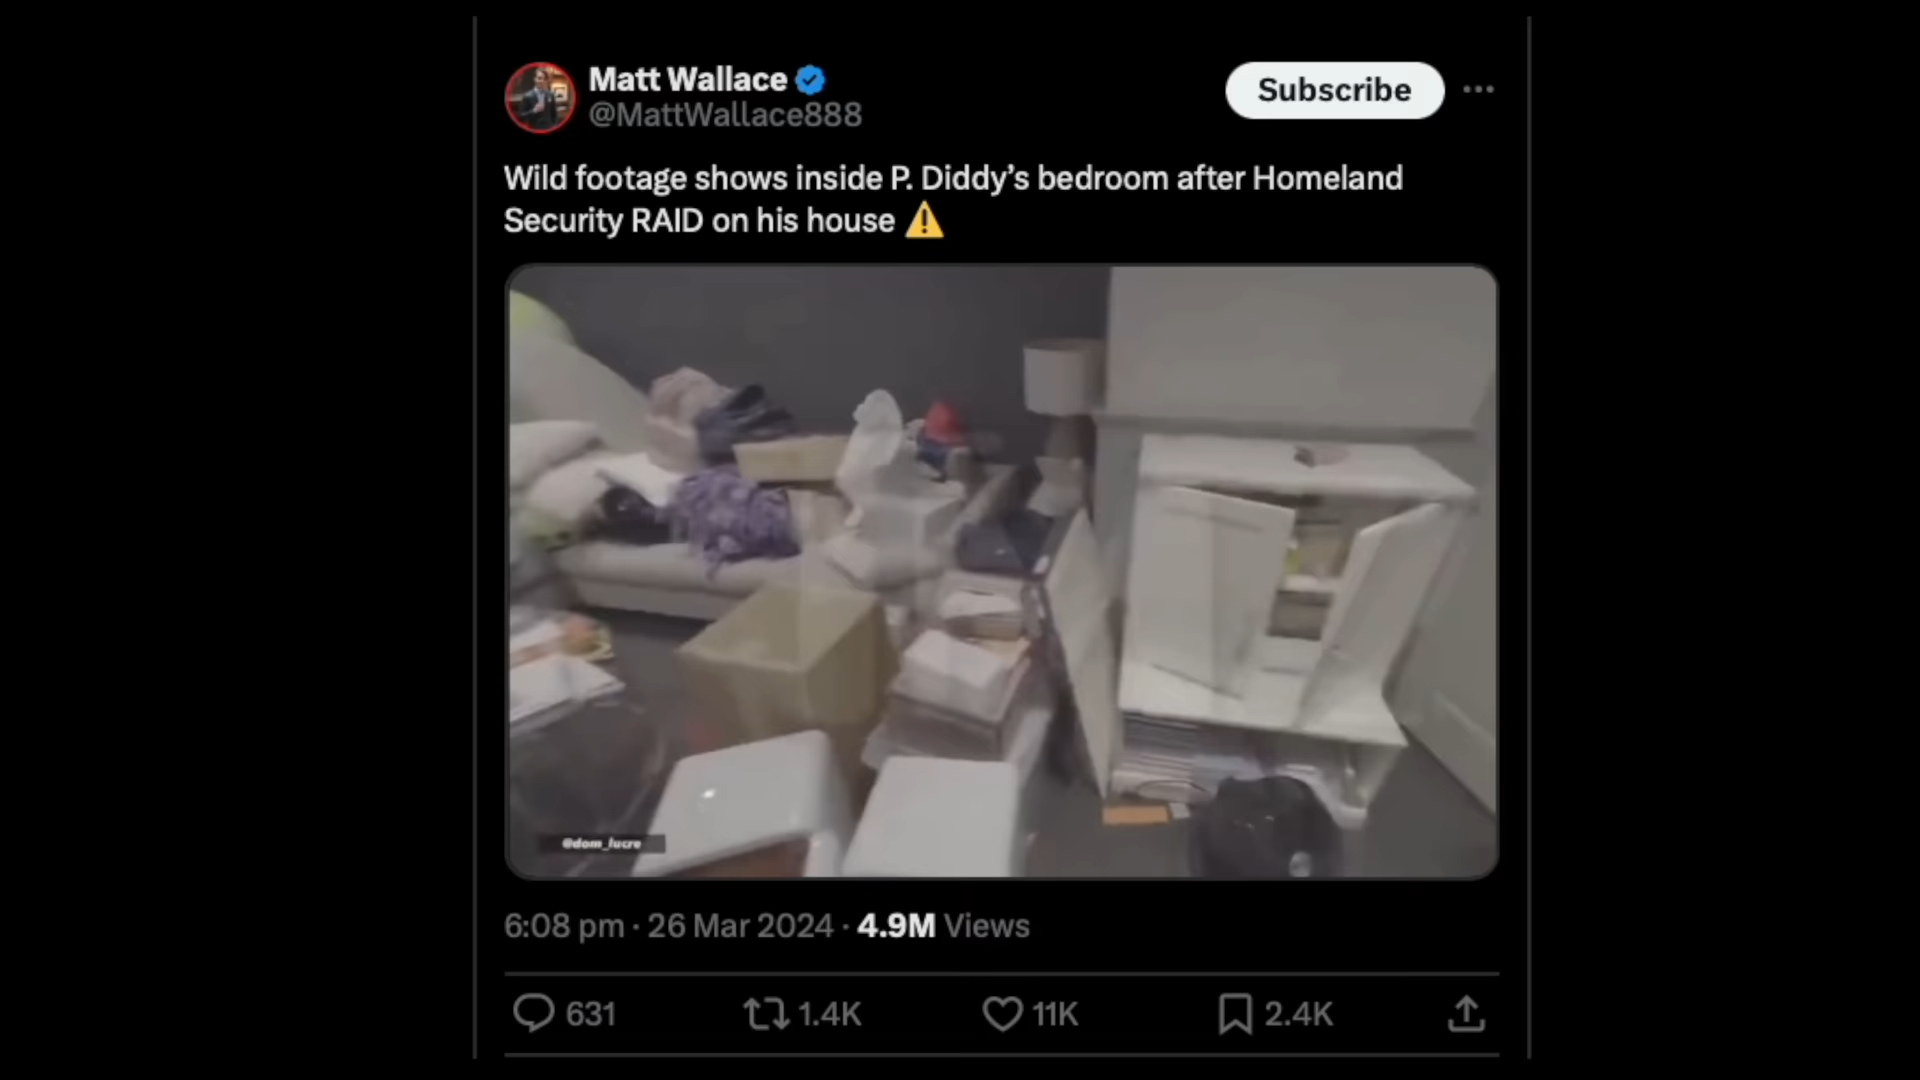 Matt Wallace
@MattWallace888
Subscribe
Wild footage shows inside P. Diddy’s bedroom after Homeland
Security RAID on his house ⚠️
@dom_lucre
6:08 pm · 26 Mar 2024 · 4.9M Views
631
1.4K
11K
2.4K